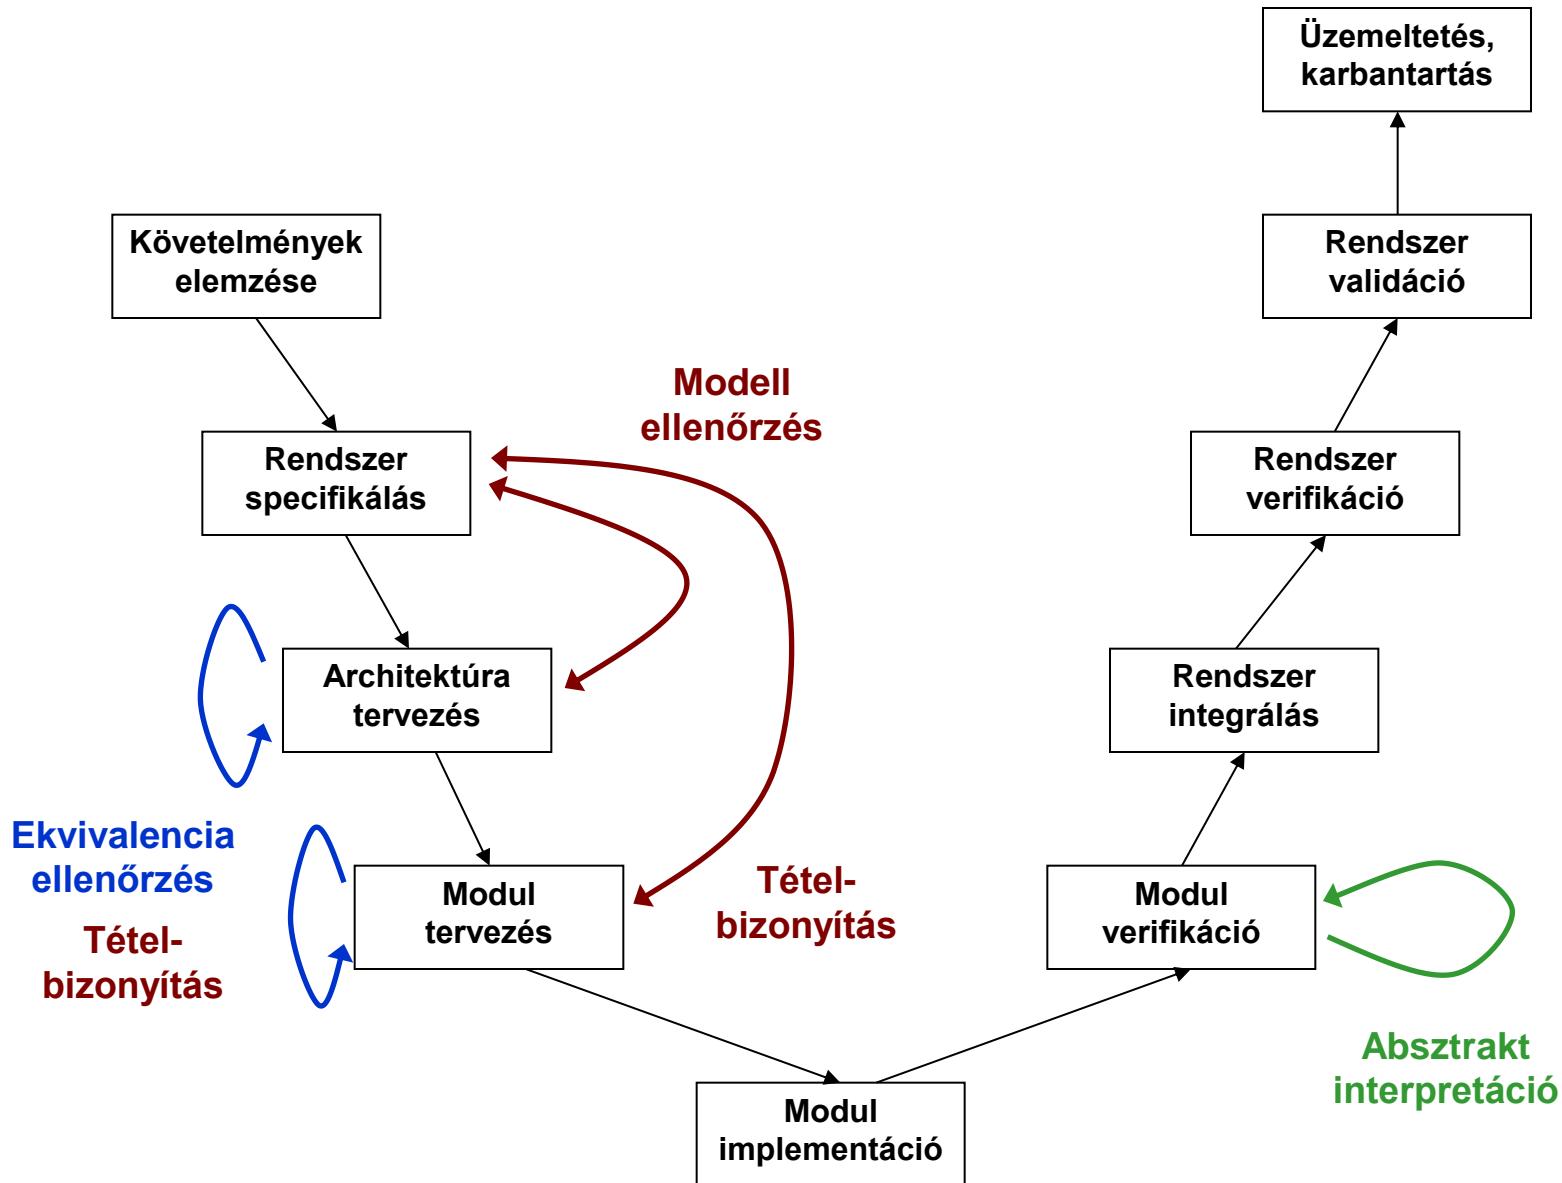 Üzemeltetés,
karbantartás
Követelmények
elemzése
Rendszer
validáció
Modell
ellenőrzés
Rendszer
specifikálás
Rendszer
verifikáció
Architektúra
tervezés
Rendszer
integrálás
Ekvivalencia
ellenőrzés
Tétel-
bizonyítás
Modul
tervezés
Tétel-
bizonyítás
Modul
verifikáció
Absztrakt
interpretáció
Modul
implementáció